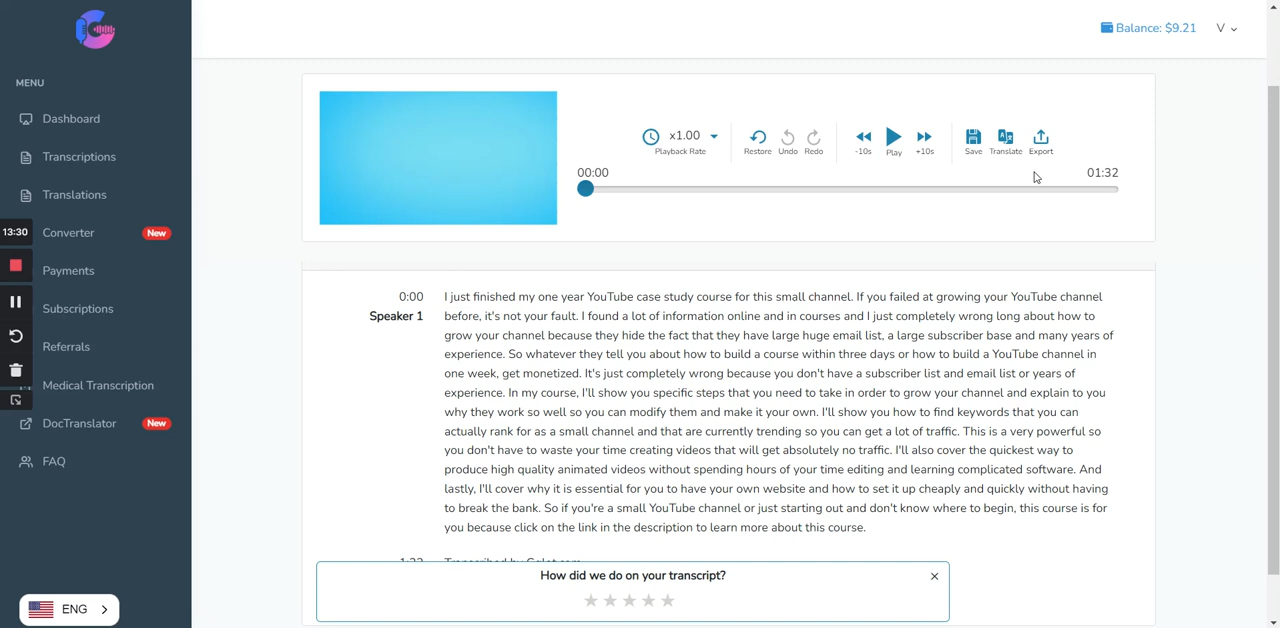 Balance: $9.21 V
MENU
Dashboard
Transcriptions
Translations
13:30
Converter New
Payments
Subscriptions
Referrals
Medical Transcription
DocTranslator New
FAQ
ENG
x1.00
Playback Rate
Restore Undo Redo
-10s Play +10s
Save Translate Export
00:00 01:32
0:00
Speaker 1
I just finished my one year YouTube case study course for this small channel. If you failed at growing your YouTube channel
before, it's not your fault. I found a lot of information online and in courses and I just completely wrong long about how to
grow your channel because they hide the fact that they have large huge email list, a large subscriber base and many years of
experience. So whatever they tell you about how to build a course within three days or how to build a YouTube channel in
one week, get monetized. It's just completely wrong because you don't have a subscriber list and email list or years of
experience. In my course, I'll show you specific steps that you need to take in order to grow your channel and explain to you
why they work so well so you can modify them and make it your own. I'll show you how to find keywords that you can
actually rank for as a small channel and that are currently trending so you can get a lot of traffic. This is a very powerful so
you don't have to waste your time creating videos that will get absolutely no traffic. I'll also cover the quickest way to
produce high quality animated videos without spending hours of your time editing and learning complicated software. And
lastly, I'll cover why it is essential for you to have your own website and how to set it up cheaply and quickly without having
to break the bank. So if you're a small YouTube channel or just starting out and don't know where to begin, this course is for
you because click on the link in the description to learn more about this course.
Transcribed by
How did we do on your transcript?